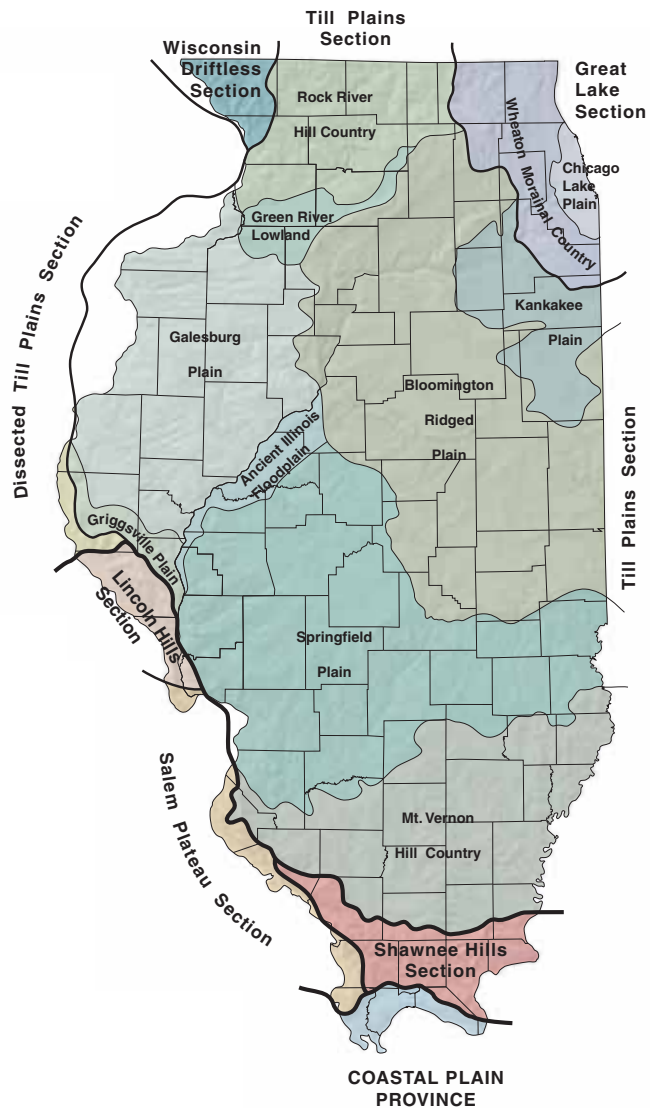 Till Plains
Section
Wisconsin
Driftless
Section
Great
Lake
Section
Rock River
Hill Country
Wheaton Morainal Country
Chicago
Lake
Plain
Green River
Lowland
Dissected Till Plains Section
Kankakee
Plain
Galesburg
Plain
Bloomington
Ridged
Plain
Ancient Illinois
Floodplain
Till Plains Section
Griggsville Plain
Lincoln Hills
Section
Springfield
Plain
Salem Plateau Section
Mt. Vernon
Hill Country
Shawnee Hills
Section
COASTAL PLAIN
PROVINCE